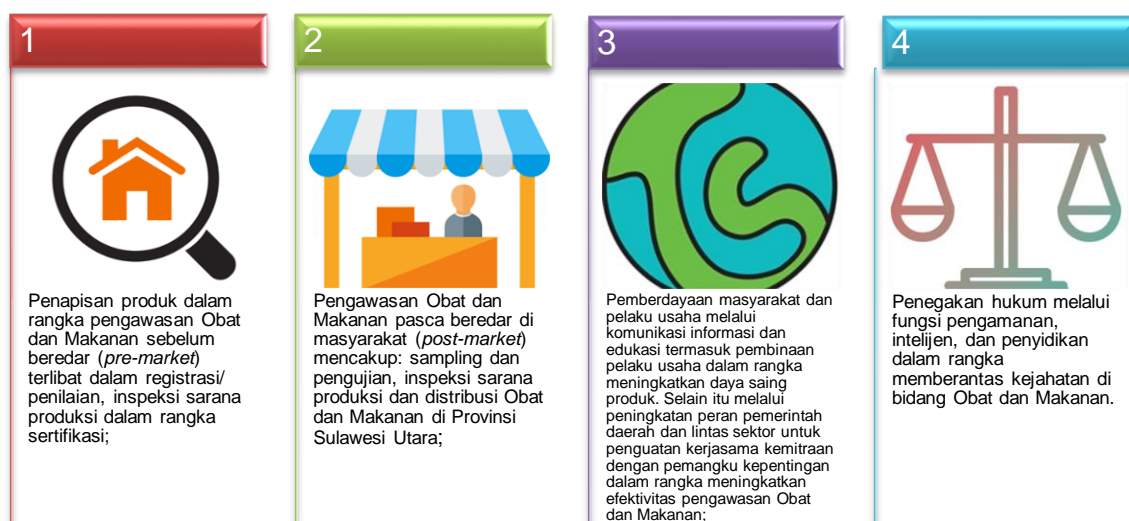 1
Penapisan produk dalam
rangka pengawasan Obat
dan Makanan sebelum
beredar (pre-market)
terlibat dalam registrasi/
penilaian, inspeksi sarana
produksi dalam rangka
sertifikasi;
2
Pengawasan Obat dan
Makanan pasca beredar di
masyarakat (post-market)
mencakup: sampling dan
pengujian, inspeksi sarana
produksi dan distribusi Obat
dan Makanan di Provinsi
Sulawesi Utara;
3
Pemberdayaan masyarakat dan
pelaku usaha melalui
komunikasi informasi dan
edukasi termasuk pembinaan
pelaku usaha dalam rangka
meningkatkan daya saing
produk. Selain itu melalui
peningkatan peran pemerintah
daerah dan lintas sektor untuk
penguatan kerjasama kemitraan
dengan pemangku kepentingan
dalam rangka meningkatkan
efektivitas pengawasan Obat
dan Makanan;
4
Penegakan hukum melalui
fungsi pengamanan,
intelijen, dan penyidikan
dalam rangka
memberantas kejahatan di
bidang Obat dan Makanan.